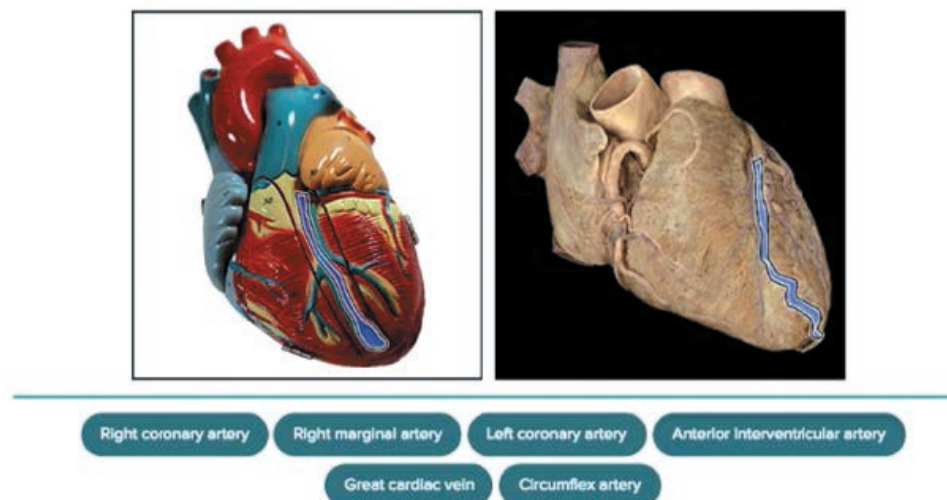 Right coronary artery
Right marginal artery
Left coronary artery
Anterior interventricular artery
Great cardiac vein
Circumflex artery